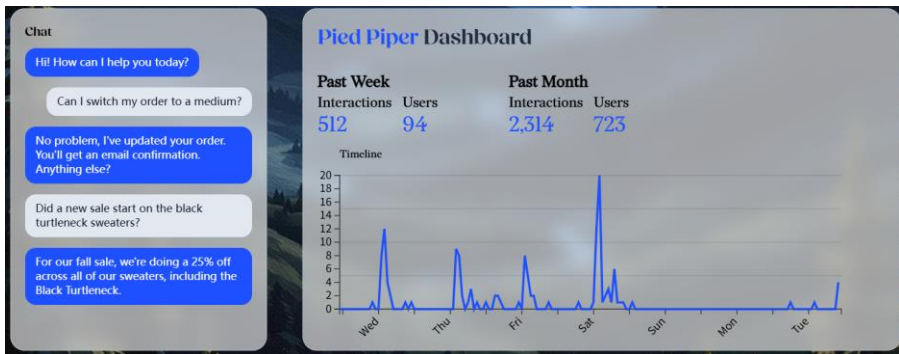 Chat
Hi! How can I help you today?
Can I switch my order to a medium?
No problem, I've updated your order.
You'll get an email confirmation.
Anything else?
Did a new sale start on the black
turtleneck sweaters?
For our fall sale, we're doing a 25% off
across all of our sweaters, including the
Black Turtleneck.
Pied Piper Dashboard
Past Week
Interactions Users
512 94
Past Month
Interactions Users
2,314 723
Timeline
20
18
16
14
12
10
8
6
4
2
0
Wed
Thu
Fri
Sat
Sun
Mon
Tue